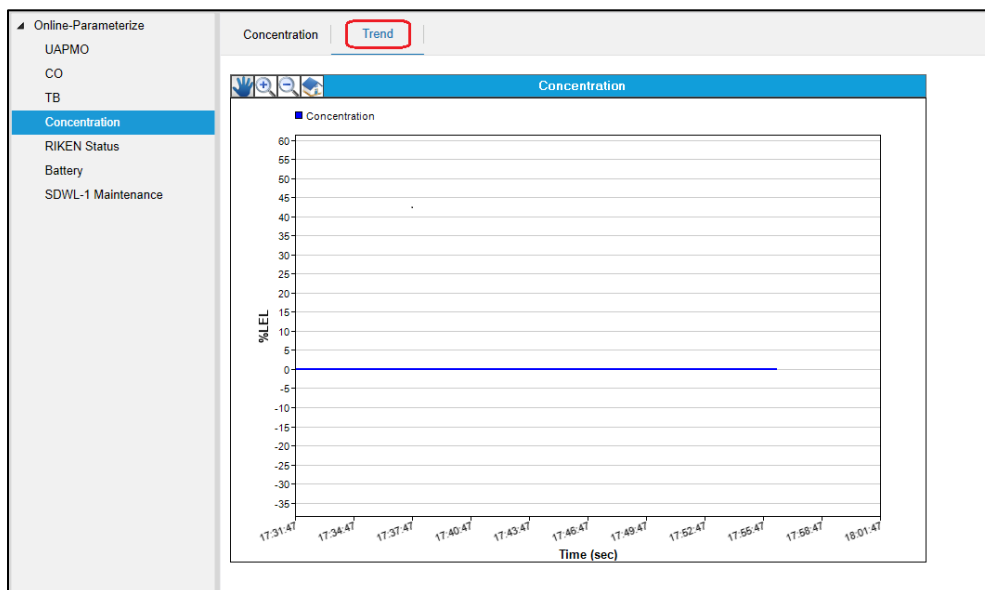 Online-Parameterize
UAPMO
CO
TB
Concentration
RIKEN Status
Battery
SDWL-1 Maintenance
Concentration
Trend
Concentration
Concentration
60
55
50
45
40
35
30
25
20
15
10
5
0
-5
-10
-15
-20
-25
-30
-35
%LEL
17:31:47
17:34:47
17:37:47
17:40:47
17:43:47
17:46:47
17:49:47
17:52:47
17:55:47
17:58:47
18:01:47
Time (sec)